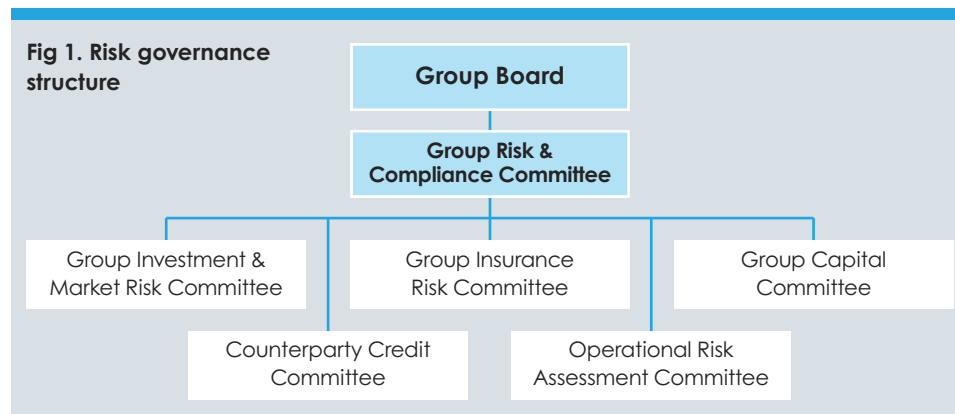 Fig 1. Risk governance
structure
Group Board
Group Risk &
Compliance Committee
Group Investment &
Market Risk Committee
Group Insurance
Risk Committee
Group Capital
Committee
Counterparty Credit
Committee
Operational Risk
Assessment Committee